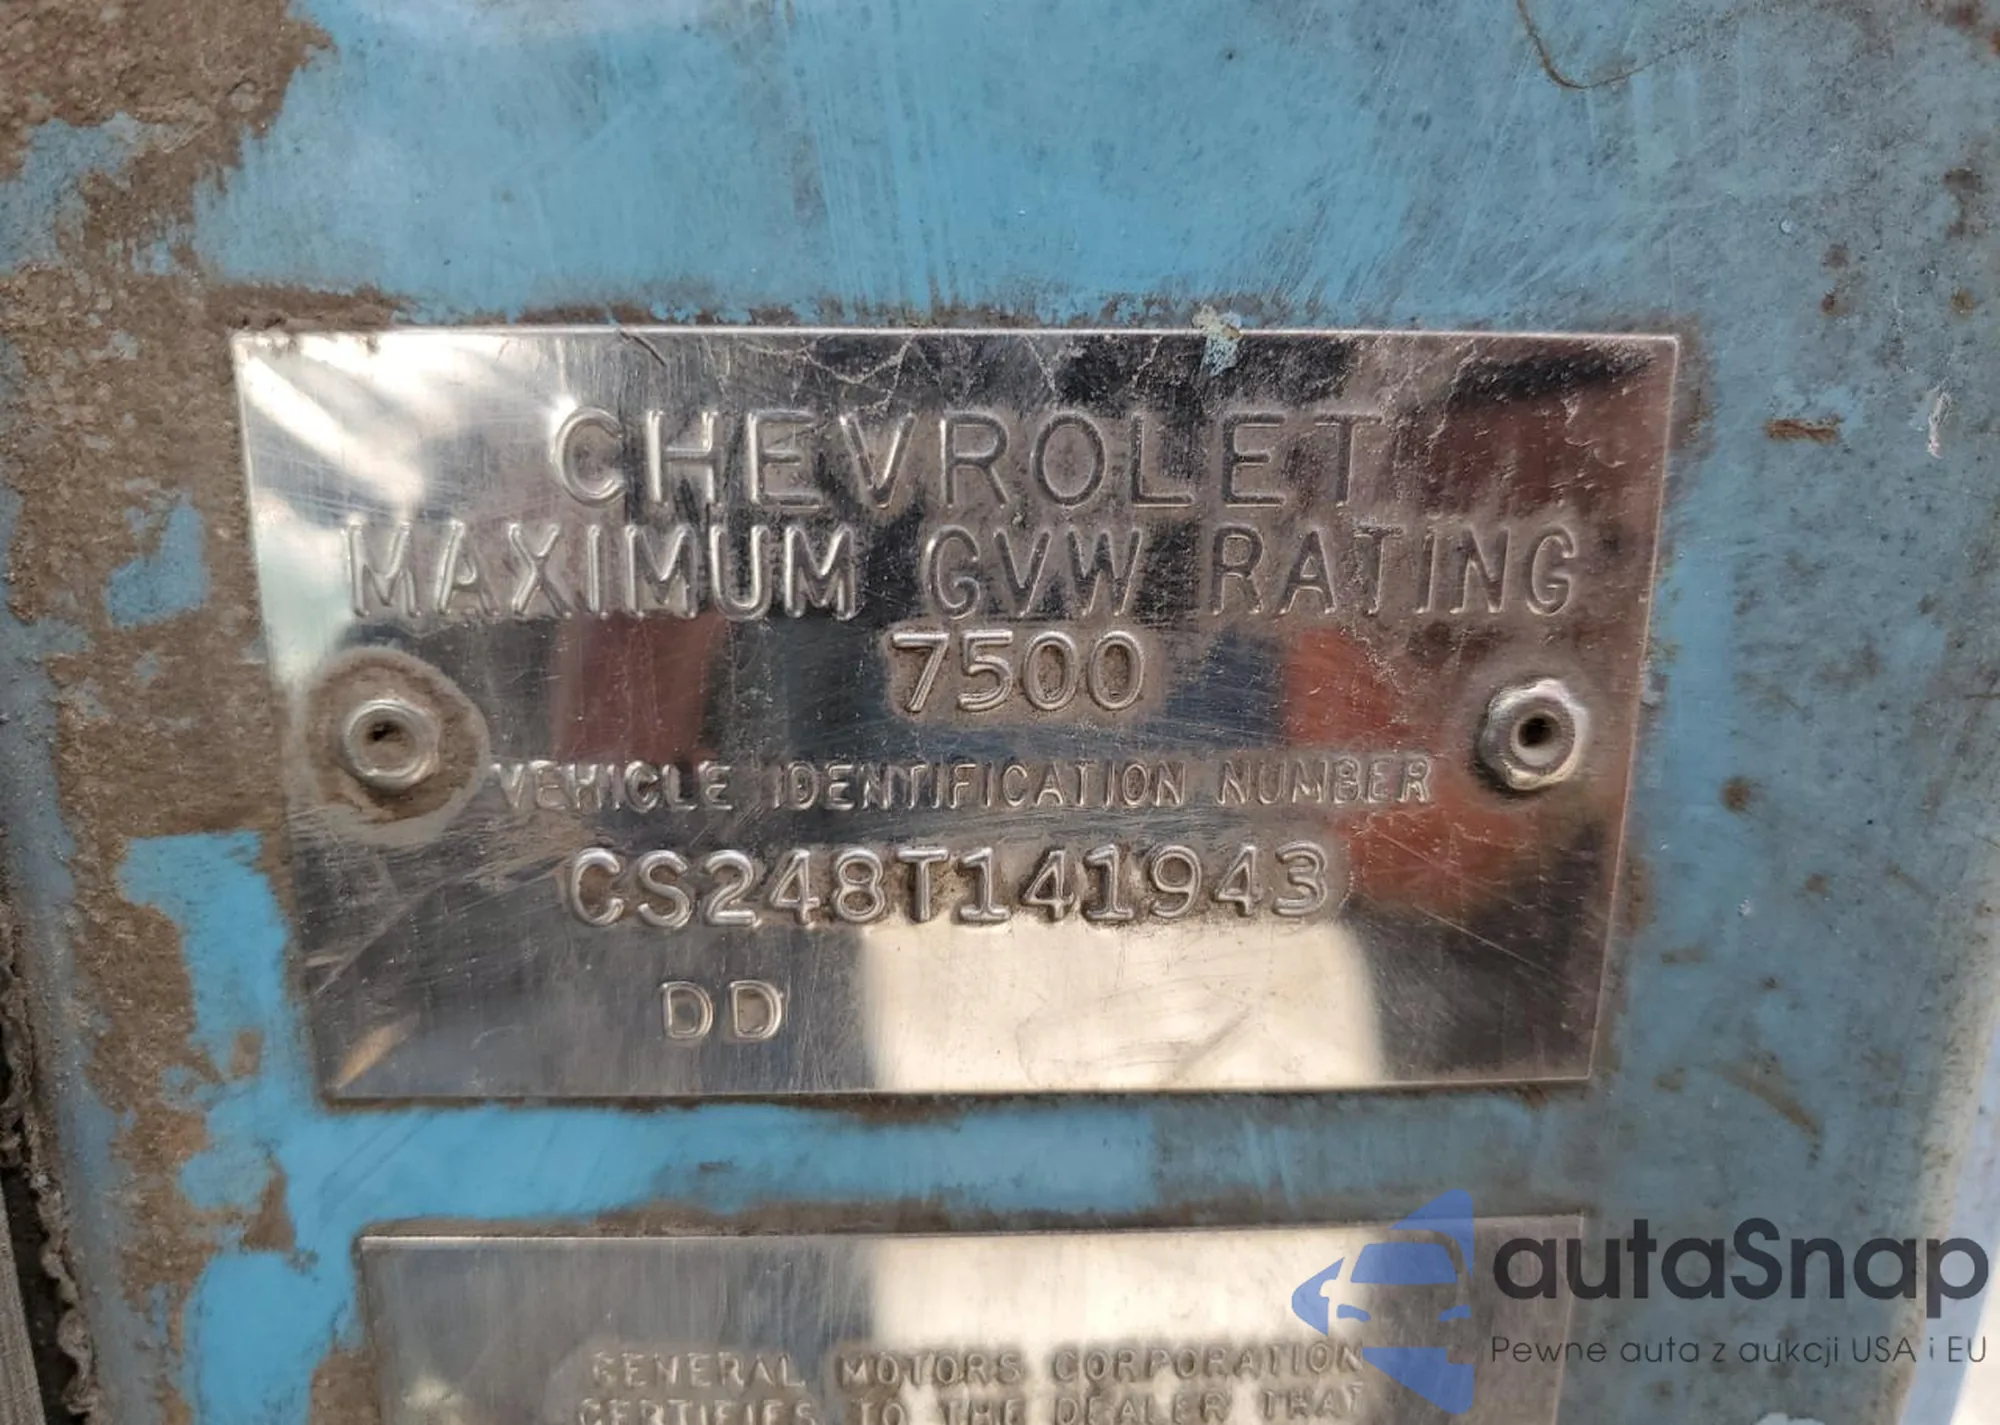 CHEVROLET
MAXIMUM GVW RATING
7500
VEHICLE IDENTIFICATION NUMBER
CS248T141943
DD
GENERAL MOTORS CORPORATION
CERTIFIES TO THE DEALER THAT
autaSnap
Pewne auta z aukcji USA i EU